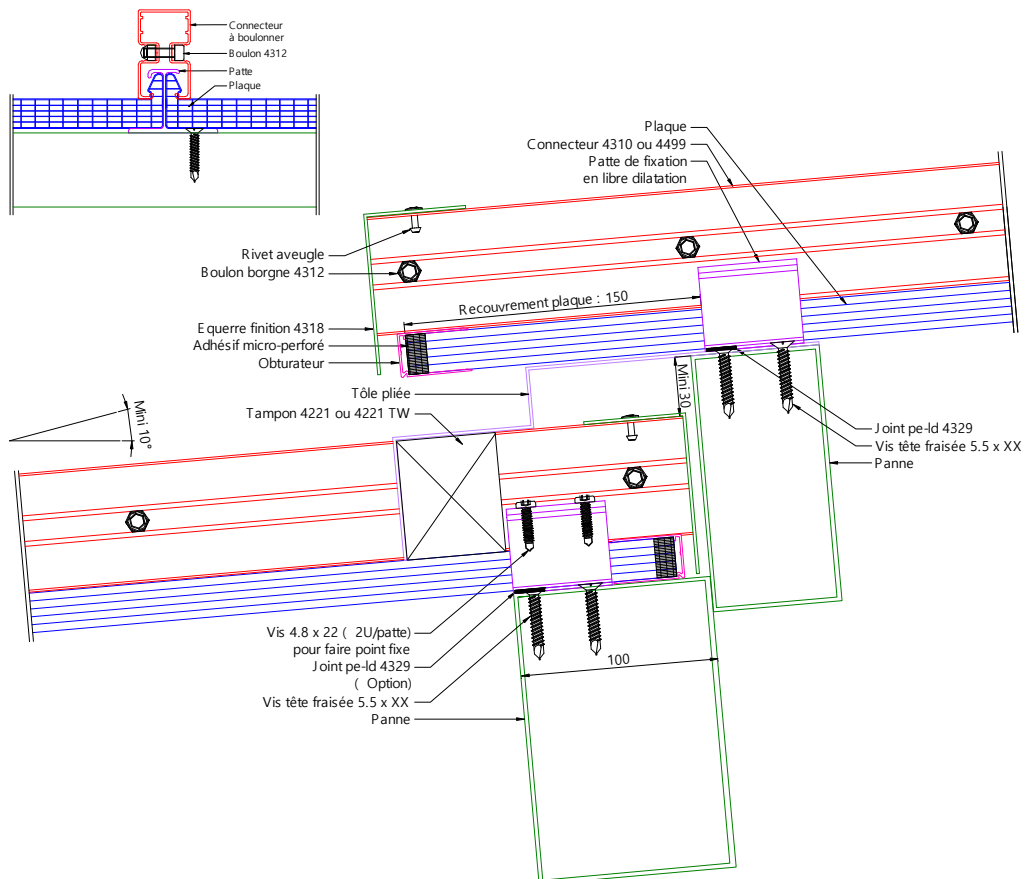 Connecteur
à boulonner
Boulon 4312
Patte
Plaque
Plaque
Connecteur 4310 ou 4499
Patte de fixation
en libre dilatation
Rivet aveugle
Boulon borgne 4312
Recouvrement plaque : 150
Equerre finition 4318
Adhésif micro-perforé
Obturateur
Tôle pliée
Tampon 4221 ou 4221 TW
Mini 30
Mini 10°
Joint pe-ld 4329
Vis tête fraisée 5.5 x XX
Panne
Vis 4.8 x 22 ( 2U/patte)
pour faire point fixe
Joint pe-ld 4329
( Option)
Vis tête fraisée 5.5 x XX
Panne
100